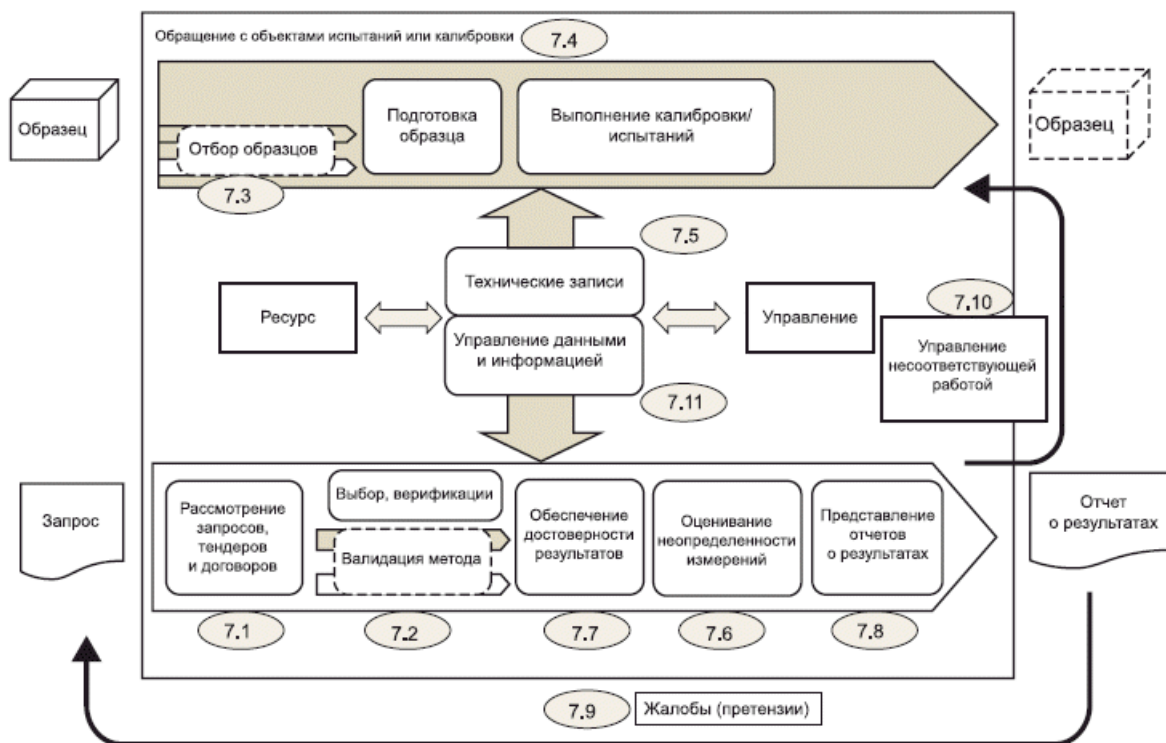 Обращение с объектами испытаний или калибровки
7.4
Образец
Отбор образцов
7.3
Подготовка
образца
Выполнение калибровки/
испытаний
Образец
7.5
Технические записи
Ресурс
Управление данными
и информацией
Управление
7.11
7.10
Управление
несоответствующей
работой
Запрос
Рассмотрение
запросов,
тендеров
и договоров
7.1
Выбор, верификации
Валидация метода
7.2
Обеспечение
достоверности
результатов
7.7
Оценивание
неопределенности
измерений
7.6
Представление
отчетов
о результатах
7.8
Отчет
о результатах
7.9
Жалобы (претензии)